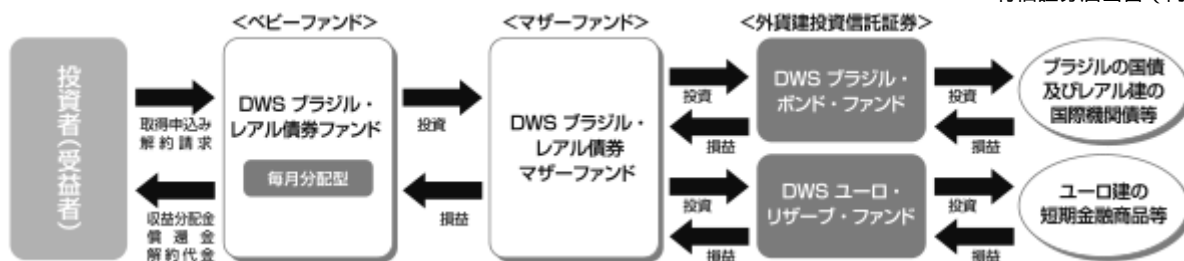 <ベビーファンド>
<マザーファンド>
<外貨建投資信託証券>
投資者(受益者)
取得申込み
解約請求
収益分配金
償還金
解約代金
DWS ブラジル・
レアル債券ファンド
毎月分配型
投資
損益
DWS ブラジル・
レアル債券
マザーファンド
投資
損益
投資
損益
DWS ブラジル・
ボンド・ファンド
DWS ユーロ・
リザーブ・ファンド
投資
損益
投資
損益
ブラジルの国債
及びレアル建の
国際機関債等
ユーロ建の
短期金融商品等